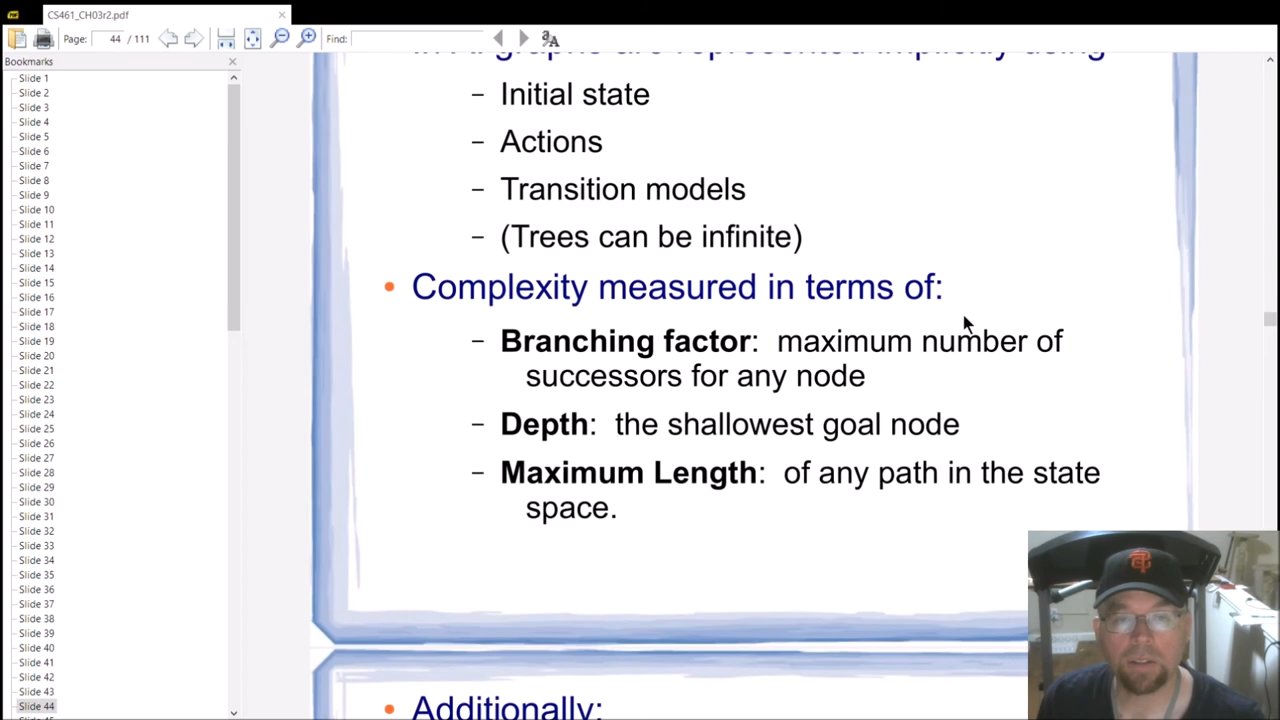 CS461_CH03r2.pdf
Page: 44 / 111
Find:
Bookmarks
Slide 1
Slide 2
Slide 3
Slide 4
Slide 5
Slide 6
Slide 7
Slide 8
Slide 9
Slide 10
Slide 11
Slide 12
Slide 13
Slide 14
Slide 15
Slide 16
Slide 17
Slide 18
Slide 19
Slide 20
Slide 21
Slide 22
Slide 23
Slide 24
Slide 25
Slide 26
Slide 27
Slide 28
Slide 29
Slide 30
Slide 31
Slide 32
Slide 33
Slide 34
Slide 35
Slide 36
Slide 37
Slide 38
Slide 39
Slide 40
Slide 41
Slide 42
Slide 43
Slide 44
graphs are represented implicitly using
– Initial state
– Actions
– Transition models
– (Trees can be infinite)
• Complexity measured in terms of:
– Branching factor: maximum number of
successors for any node
– Depth: the shallowest goal node
– Maximum Length: of any path in the state
space.
• Additionally: